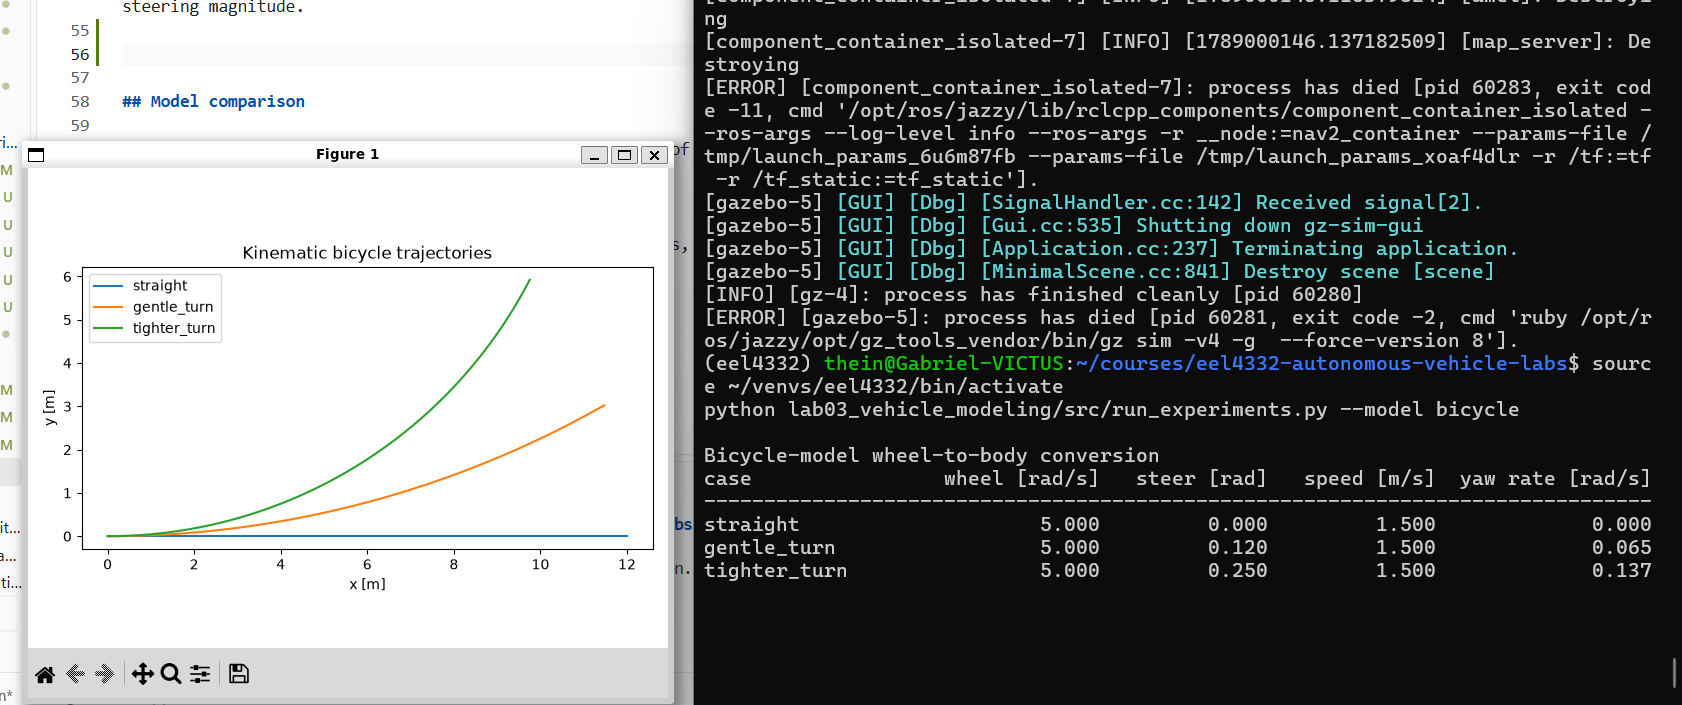 steering magnitude.
55
56
57
58 ## Model comparison
59
of
ri...
M
U
U
U
U
U
M
M
M
it...
a...
ti...
n*
s,
bs
n.
Figure 1
Kinematic bicycle trajectories
straight
gentle_turn
tighter_turn
y [m]
6
5
4
3
2
1
0
0 2 4 6 8 10 12
x [m]
ng
[component_container_isolated-7] [INFO] [1789000146.137182509] [map_server]: De
stroying
[ERROR] [component_container_isolated-7]: process has died [pid 60283, exit cod
e -11, cmd '/opt/ros/jazzy/lib/rclcpp_components/component_container_isolated -
-ros-args --log-level info --ros-args -r __node:=nav2_container --params-file /
tmp/launch_params_6u6m87fb --params-file /tmp/launch_params_xoaf4dlr -r /tf:=tf
-r /tf_static:=tf_static'].
[gazebo-5] [GUI] [Dbg] [SignalHandler.cc:142] Received signal[2].
[gazebo-5] [GUI] [Dbg] [Gui.cc:535] Shutting down gz-sim-gui
[gazebo-5] [GUI] [Dbg] [Application.cc:237] Terminating application.
[gazebo-5] [GUI] [Dbg] [MinimalScene.cc:841] Destroy scene [scene]
[INFO] [gz-4]: process has finished cleanly [pid 60280]
[ERROR] [gazebo-5]: process has died [pid 60281, exit code -2, cmd 'ruby /opt/r
os/jazzy/opt/gz_tools_vendor/bin/gz sim -v4 -g  --force-version 8'].
(eel4332) thein@Gabriel-VICTUS:~/courses/eel4332-autonomous-vehicle-labs$ sourc
e ~/venvs/eel4332/bin/activate
python lab03_vehicle_modeling/src/run_experiments.py --model bicycle
Bicycle-model wheel-to-body conversion
case wheel [rad/s] steer [rad] speed [m/s] yaw rate [rad/s]
-------------------------------------------------------------------------------
straight 5.000 0.000 1.500 0.000
gentle_turn 5.000 0.120 1.500 0.065
tighter_turn 5.000 0.250 1.500 0.137